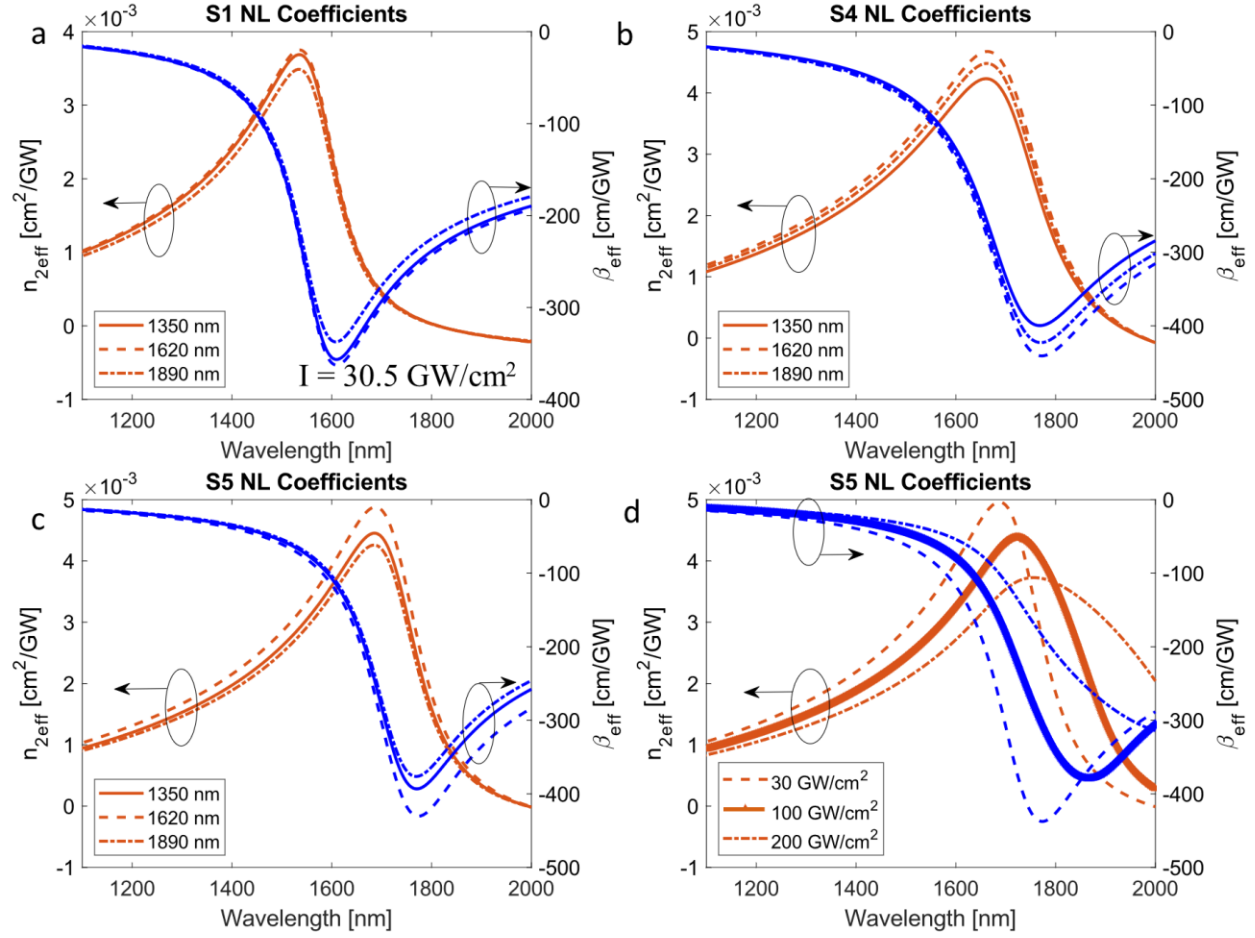 a
S1 NL Coefficients
×10⁻³
4
3
2
1
0
-1
n₂eff [cm²/GW]
0
-100
-200
-300
-400
βeff [cm/GW]
1350 nm
1620 nm
1890 nm
I = 30.5 GW/cm²
1200 1400 1600 1800 2000
Wavelength [nm]
b
S4 NL Coefficients
×10⁻³
5
4
3
2
1
0
-1
n₂eff [cm²/GW]
0
-100
-200
-300
-400
-500
βeff [cm/GW]
1350 nm
1620 nm
1890 nm
1200 1400 1600 1800 2000
Wavelength [nm]
c
S5 NL Coefficients
×10⁻³
5
4
3
2
1
0
-1
n₂eff [cm²/GW]
0
-100
-200
-300
-400
-500
βeff [cm/GW]
1350 nm
1620 nm
1890 nm
1200 1400 1600 1800 2000
Wavelength [nm]
d
S5 NL Coefficients
×10⁻³
5
4
3
2
1
0
-1
n₂eff [cm²/GW]
0
-100
-200
-300
-400
-500
βeff [cm/GW]
30 GW/cm²
100 GW/cm²
200 GW/cm²
1200 1400 1600 1800 2000
Wavelength [nm]